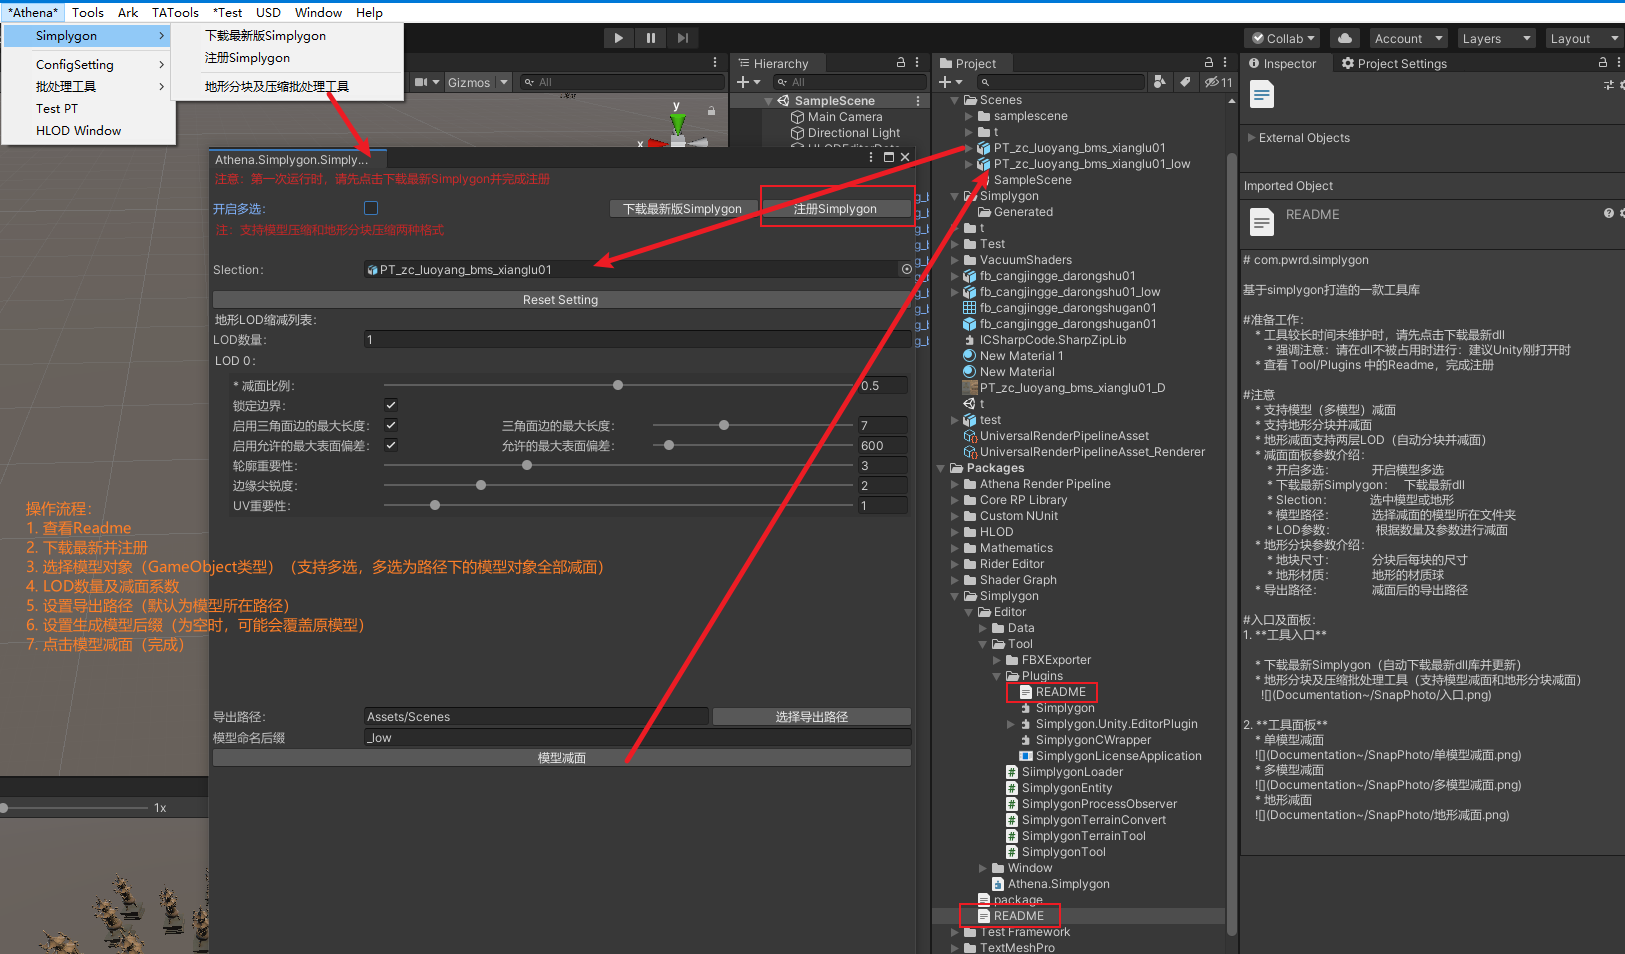 *Athena*  Tools  Ark  TATools  *Test  USD  Window  Help
Simplygon
ConfigSetting
批处理工具
Test PT
HLOD Window
下载最新版Simplygon
注册Simplygon
地形分块及压缩批处理工具
Collab
Account
Layers
Layout
Gizmos
All
y
x
Athena.Simplygon.Simply...
注意：第一次运行时，请先点击下载最新Simplygon并完成注册
开启多选：
下载最新版Simplygon
注册Simplygon
注：支持模型压缩和地形分块压缩两种格式
Slection：
PT_zc_luoyang_bms_xianglu01
Reset Setting
地形LOD缩减列表：
LOD数量：
1
LOD 0：
* 减面比例：
0.5
锁定边界：
启用三角面边的最大长度：
三角面边的最大长度：
7
启用允许的最大表面偏差：
允许的最大表面偏差：
600
轮廓重要性：
3
边缘尖锐度：
2
UV重要性：
1
操作流程：
1. 查看Readme
2. 下载最新并注册
3. 选择模型对象（GameObject类型）（支持多选，多选为路径下的模型对象全部减面）
4. LOD数量及减面系数
5. 设置导出路径（默认为模型所在路径）
6. 设置生成模型后缀（为空时，可能会覆盖原模型）
7. 点击模型减面（完成）
导出路径：
Assets/Scenes
选择导出路径
模型命名后缀
_low
模型减面
1x
Hierarchy
All
SampleScene
Main Camera
Directional Light
Project
11
Scenes
samplescene
t
PT_zc_luoyang_bms_xianglu01
PT_zc_luoyang_bms_xianglu01_low
SampleScene
Simplygon
Generated
t
Test
VacuumShaders
fb_cangjingge_darongshu01
fb_cangjingge_darongshu01_low
fb_cangjingge_darongshugan01
fb_cangjingge_darongshugan01
ICSharpCode.SharpZipLib
New Material 1
New Material
PT_zc_luoyang_bms_xianglu01_D
t
test
UniversalRenderPipelineAsset
UniversalRenderPipelineAsset_Renderer
Packages
Athena Render Pipeline
Core RP Library
Custom NUnit
HLOD
Mathematics
Rider Editor
Shader Graph
Simplygon
Editor
Data
Tool
FBXExporter
Plugins
README
Simplygon
Simplygon.Unity.EditorPlugin
SimplygonCWrapper
SimplygonLicenseApplication
SiimplygonLoader
SimplygonEntity
SimplygonProcessObserver
SimplygonTerrainConvert
SimplygonTerrainTool
SimplygonTool
Window
Athena.Simplygon
package
README
Test Framework
TextMeshPro
Inspector
Project Settings
External Objects
Imported Object
README
# com.pwrd.simplygon
基于simplygon打造的一款工具库
#准备工作：
* 工具较长时间未维护时，请先点击下载最新dll
* 强调注意：请在dll不被占用时进行：建议Unity刚打开时
* 查看 Tool/Plugins 中的Readme，完成注册
#注意
* 支持模型（多模型）减面
* 支持地形分块并减面
* 地形减面支持两层LOD（自动分块并减面）
* 减面面板参数介绍：
* 开启多选：  开启模型多选
* 下载最新Simplygon：  下载最新dll
* Slection：  选中模型或地形
* 模型路径：  选择减面的模型所在文件夹
* LOD参数：  根据数量及参数进行减面
* 地形分块参数介绍：
* 地块尺寸：  分块后每块的尺寸
* 地形材质：  地形的材质球
* 导出路径：  减面后的导出路径
#入口及面板：
1. **工具入口**
* 下载最新Simplygon（自动下载最新dll库并更新）
* 地形分块及压缩批处理工具（支持模型减面和地形分块减面）
![](Documentation~/SnapPhoto/入口.png)
2. **工具面板**
* 单模型减面
![](Documentation~/SnapPhoto/单模型减面.png)
* 多模型减面
![](Documentation~/SnapPhoto/多模型减面.png)
* 地形减面
![](Documentation~/SnapPhoto/地形减面.png)